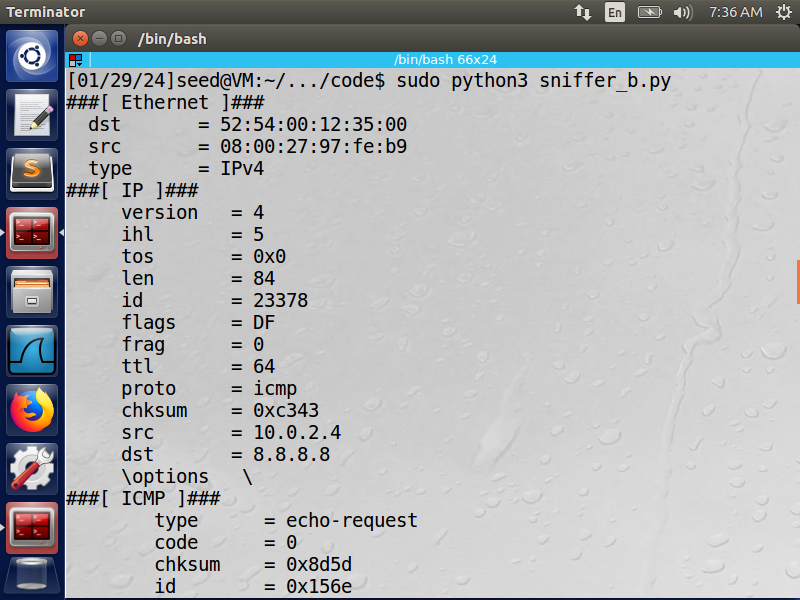 Terminator
En
7:36 AM
/bin/bash
/bin/bash 66x24
[01/29/24]seed@VM:~/.../code$ sudo python3 sniffer_b.py
###[ Ethernet ]###
  dst       = 52:54:00:12:35:00
  src       = 08:00:27:97:fe:b9
  type      = IPv4
###[ IP ]###
     version   = 4
     ihl       = 5
     tos       = 0x0
     len       = 84
     id        = 23378
     flags     = DF
     frag      = 0
     ttl       = 64
     proto     = icmp
     chksum    = 0xc343
     src       = 10.0.2.4
     dst       = 8.8.8.8
     \options   \
###[ ICMP ]###
        type      = echo-request
        code      = 0
        chksum    = 0x8d5d
        id        = 0x156e